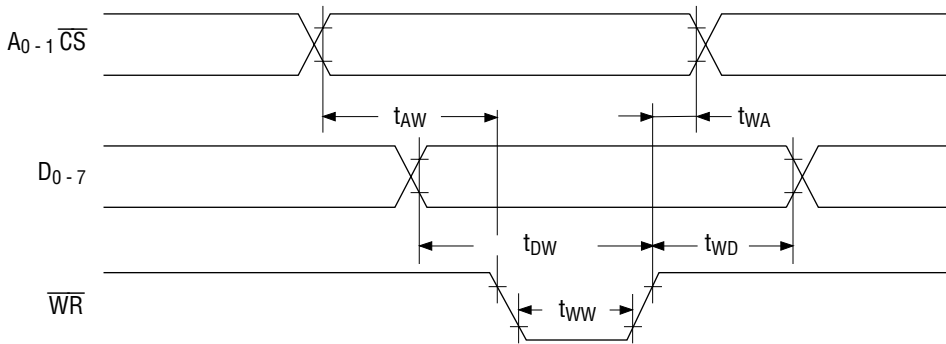 A0 - 1 CS
tAW
tWA
D0 - 7
tDW
tWD
WR
tWW